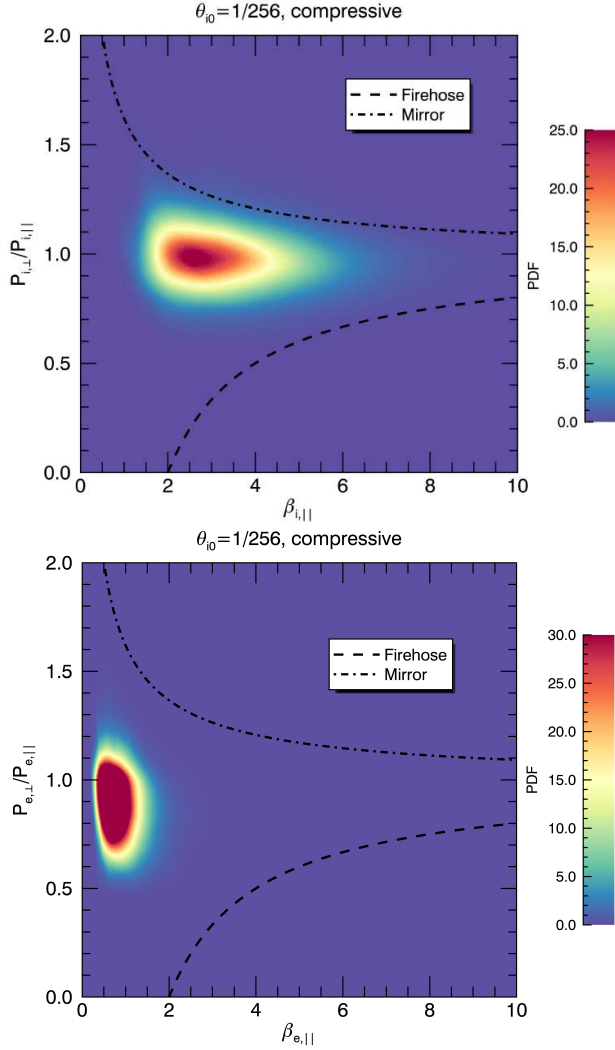 θi0=1/256, compressive
2.0
1.5
1.0
0.5
0.0
Pi,⊥/Pi,||
Firehose
Mirror
0 2 4 6 8 10
βi,||
25.0
20.0
15.0
10.0
5.0
0.0
PDF
θi0=1/256, compressive
2.0
1.5
1.0
0.5
0.0
Pe,⊥/Pe,||
Firehose
Mirror
0 2 4 6 8 10
βe,||
30.0
25.0
20.0
15.0
10.0
5.0
0.0
PDF